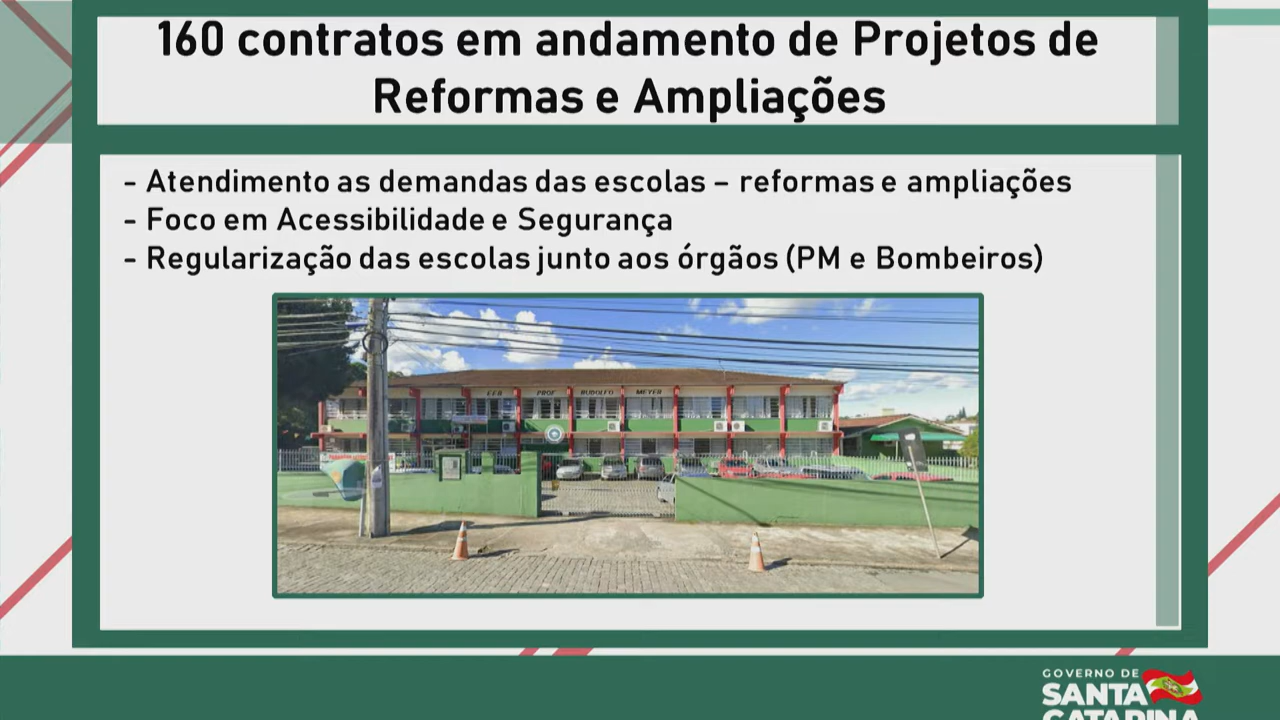 160 contratos em andamento de Projetos de
Reformas e Ampliações
- Atendimento as demandas das escolas – reformas e ampliações
- Foco em Acessibilidade e Segurança
- Regularização das escolas junto aos órgãos (PM e Bombeiros)
EEB PROF RUDOLFO MEYER
GOVERNO DE
SANTA
CATARINA